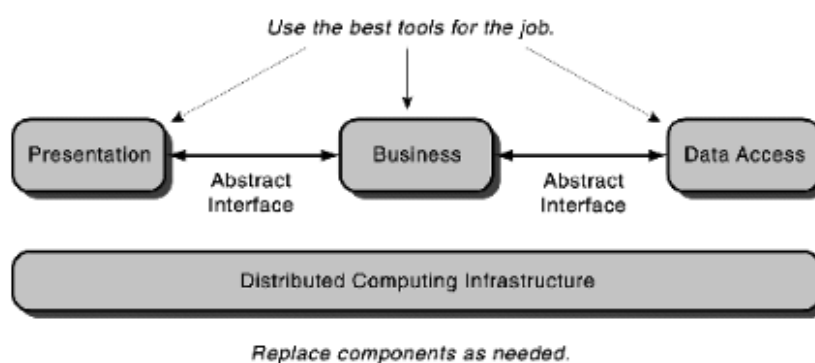 Use the best tools for the job.
Presentation
Business
Data Access
Abstract
Interface
Abstract
Interface
Distributed Computing Infrastructure
Replace components as needed.